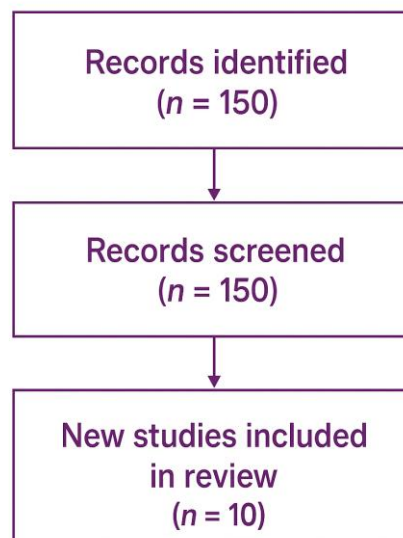 Records identified
(n = 150)
Records screened
(n = 150)
New studies included
in review
(n = 10)